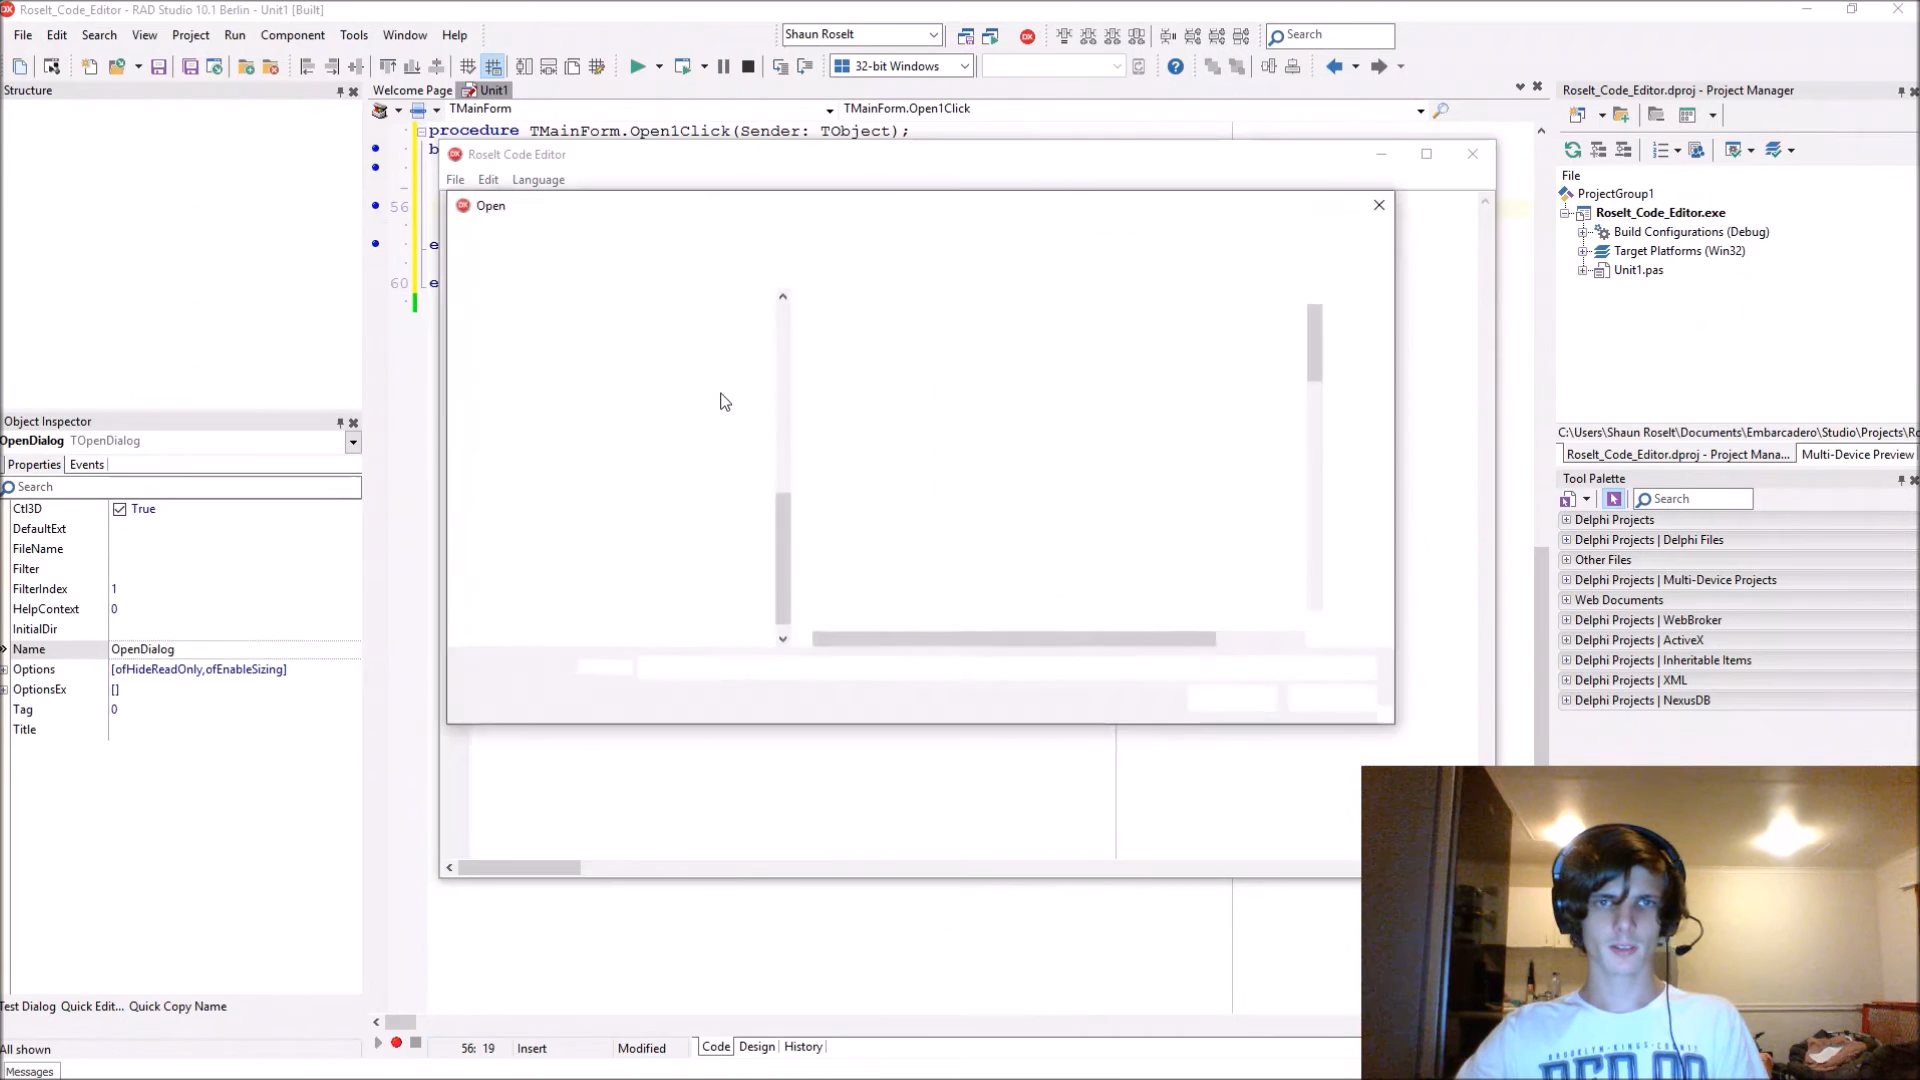 Roselt_Code_Editor - RAD Studio 10.1 Berlin - Unit1 [Built]
File Edit Search View Project Run Component Tools Window Help
Shaun Roselt
Search
32-bit Windows
Structure
Welcome Page Unit1
TMainForm
TMainForm.Open1Click
procedure TMainForm.Open1Click(Sender: TObject);
b
56
e
60 e
Roselt Code Editor
File Edit Language
Open
Object Inspector
OpenDialog TOpenDialog
Properties Events
Search
Ctl3D True
DefaultExt
FileName
Filter
FilterIndex 1
HelpContext 0
InitialDir
Name OpenDialog
Options [ofHideReadOnly,ofEnableSizing]
OptionsEx []
Tag 0
Title
Test Dialog Quick Edit... Quick Copy Name
All shown
Messages
56: 19 Insert Modified Code Design History
Roselt_Code_Editor.dproj - Project Manager
File
ProjectGroup1
Roselt_Code_Editor.exe
Build Configurations (Debug)
Target Platforms (Win32)
Unit1.pas
C:\Users\Shaun Roselt\Documents\Embarcadero\Studio\Projects\Ro
Roselt_Code_Editor.dproj - Project Mana... Multi-Device Preview
Tool Palette
Search
Delphi Projects
Delphi Projects | Delphi Files
Other Files
Delphi Projects | Multi-Device Projects
Web Documents
Delphi Projects | WebBroker
Delphi Projects | ActiveX
Delphi Projects | Inheritable Items
Delphi Projects | XML
Delphi Projects | NexusDB
BROOKLYN-KINGS-COUNTY